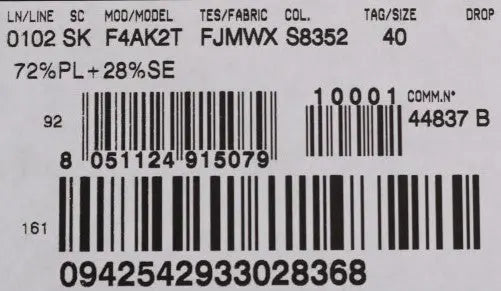 LN/LINE SC MOD/MODEL TES/FABRIC COL. TAG/SIZE DROP
0102 SK F4AK2T FJMWX S8352 40
72%PL+28%SE
10001 COMM.N°
92 44837 B
8 051124 915079
161
0942542933028368